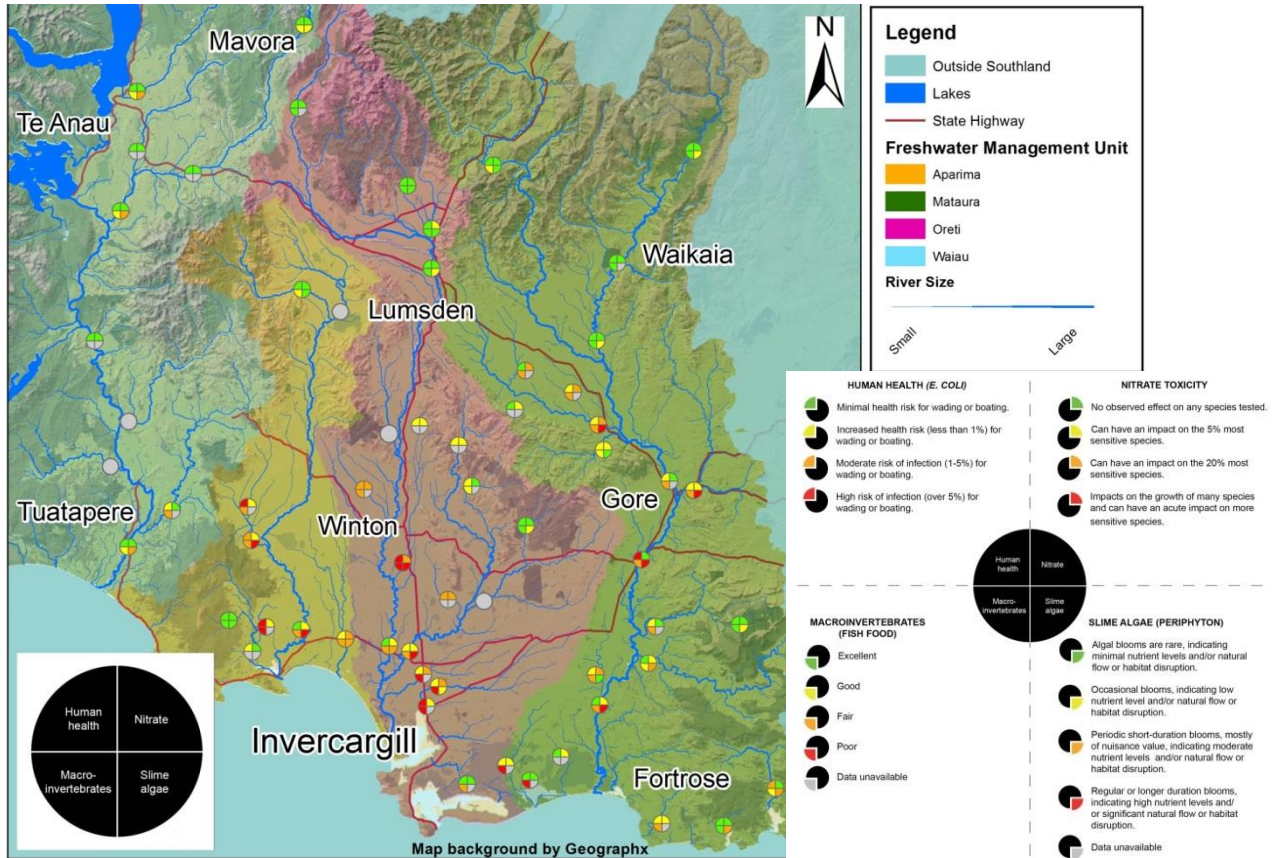 Mavora
Te Anau
Waikaia
Lumsden
Tuatapere
Winton
Gore
Invercargill
Fortrose
Map background by Geographx
N
Human
health
Nitrate
Macro-
invertebrates
Slime
algae
Legend
Outside Southland
Lakes
State Highway
Freshwater Management Unit
Aparima
Mataura
Oreti
Waiau
River Size
Small
Large
HUMAN HEALTH (E. COLI)
Minimal health risk for wading or boating.
Increased health risk (less than 1%) for
wading or boating.
Moderate risk of infection (1-5%) for
wading or boating.
High risk of infection (over 5%) for
wading or boating.
NITRATE TOXICITY
No observed effect on any species tested.
Can have an impact on the 5% most
sensitive species.
Can have an impact on the 20% most
sensitive species.
Impacts on the growth of many species
and can have an acute impact on more
sensitive species.
Human
health
Nitrate
Macro-
invertebrates
Slime
algae
MACROINVERTEBRATES
(FISH FOOD)
Excellent
Good
Fair
Poor
Data unavailable
SLIME ALGAE (PERIPHYTON)
Algal blooms are rare, indicating
minimal nutrient levels and/or natural
flow or habitat disruption.
Occasional blooms, indicating low
nutrient level and/or natural flow or
habitat disruption.
Periodic short-duration blooms, mostly
of nuisance value, indicating moderate
nutrient levels and/or natural flow or
habitat disruption.
Regular or longer duration blooms,
indicating high nutrient levels and/
or significant natural flow or habitat
disruption.
Data unavailable